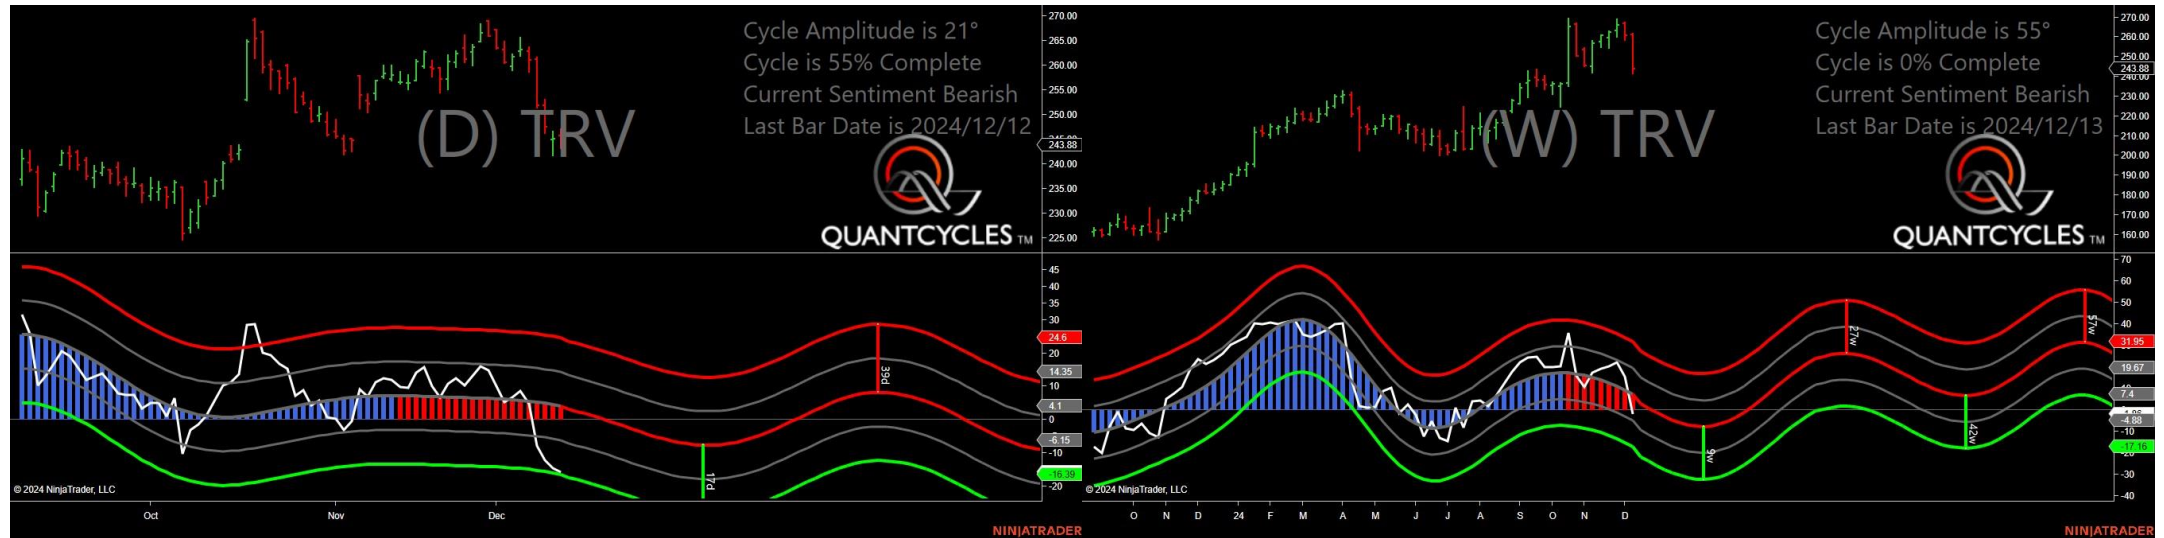 Cycle Amplitude is 21°
Cycle is 55% Complete
Current Sentiment Bearish
Last Bar Date is 2024/12/12
(D) TRV
QUANTCYCLES TM
270.00
265.00
260.00
255.00
250.00
243.88
240.00
235.00
230.00
225.00
45
40
35
30
24.6
20
14.35
10
4.1
0
-6.15
-10
-16.39
-20
39d
17d
© 2024 NinjaTrader, LLC
Oct Nov Dec
NINJATRADER
Cycle Amplitude is 55°
Cycle is 0% Complete
Current Sentiment Bearish
Last Bar Date is 2024/12/13
(W) TRV
QUANTCYCLES TM
270.00
260.00
250.00
243.88
240.00
230.00
220.00
210.00
200.00
190.00
180.00
170.00
160.00
70
60
50
40
31.95
19.67
7.4
-4.88
-10
-17.16
-30
-40
27w
57w
9w
42w
© 2024 NinjaTrader, LLC
O N D 24 F M A M J J A S O N D
NINJATRADER